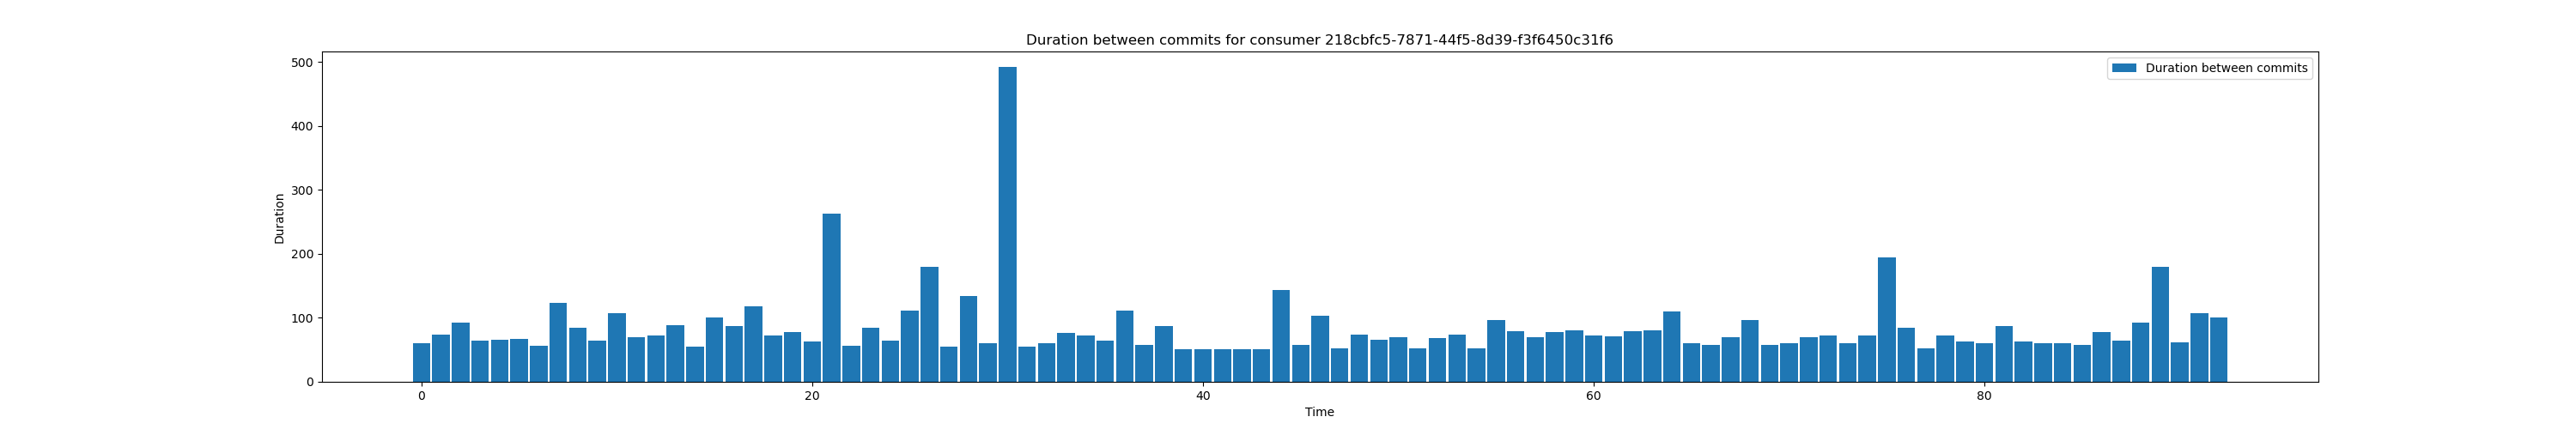 Duration between commits for consumer 218cbfc5-7871-44f5-8d39-f3f6450c31f6
Duration between commits
500
400
300
200
100
0
Duration
0 20 40 60 80
Time